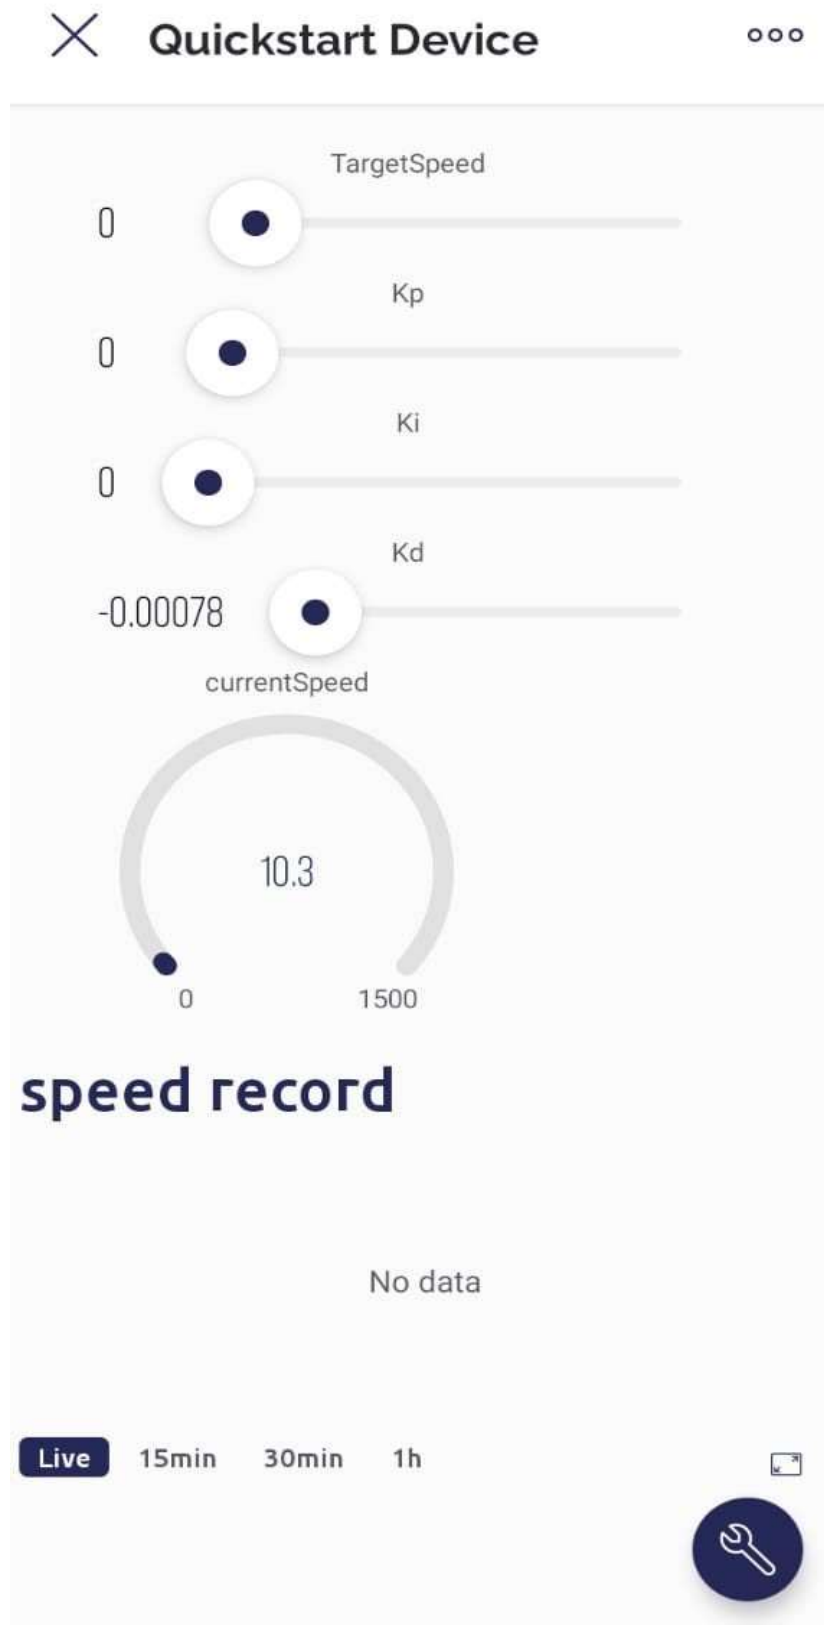 Quickstart Device
TargetSpeed
0
Kp
0
Ki
0
Kd
-0.00078
currentSpeed
10.3
0 1500
speed record
No data
Live 15min 30min 1h